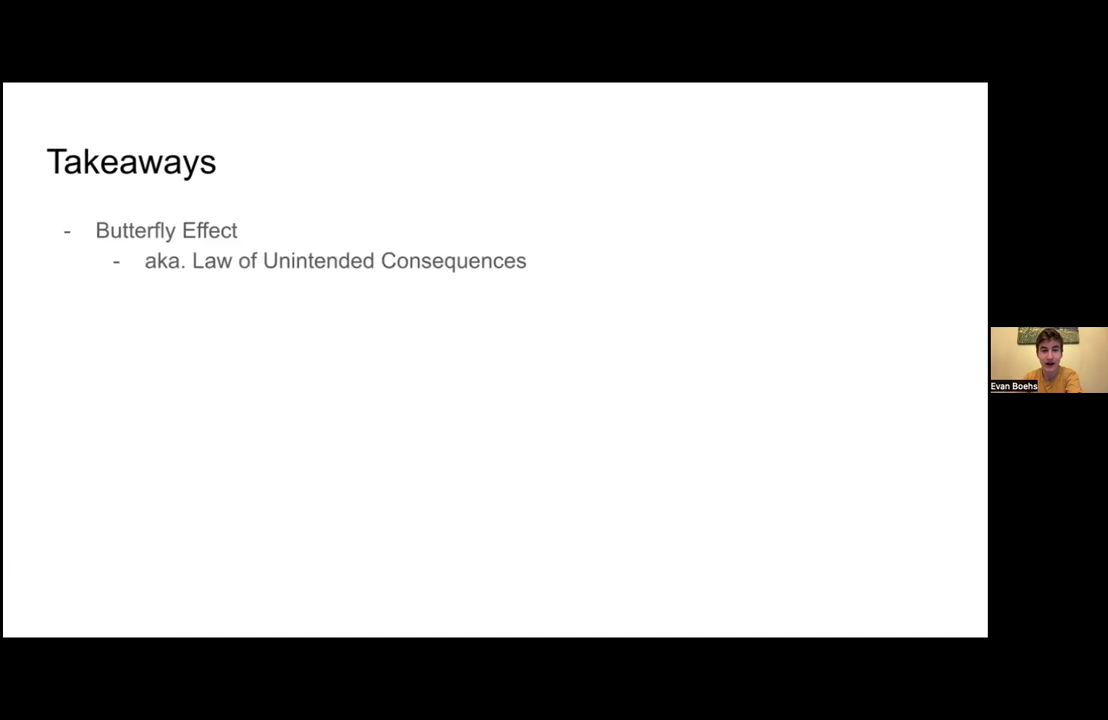 Takeaways
- Butterfly Effect
- aka. Law of Unintended Consequences
Evan Boehs